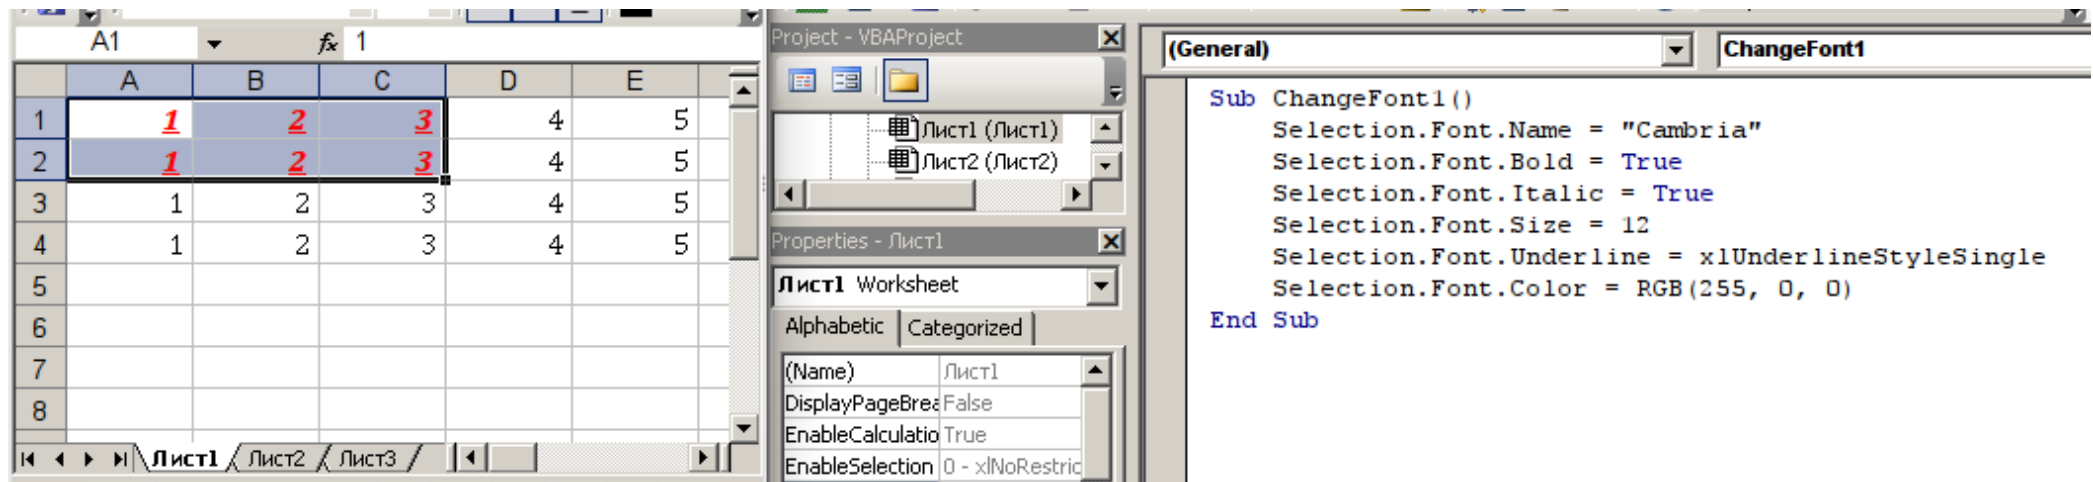 A1 fx 1
A B C D E
1 1 2 3 4 5
2 1 2 3 4 5
3 1 2 3 4 5
4 1 2 3 4 5
5
6
7
8
Лист1 Лист2 Лист3
Project - VBAProject
Лист1 (Лист1)
Лист2 (Лист2)
Properties - Лист1
Лист1 Worksheet
Alphabetic Categorized
(Name) Лист1
DisplayPageBrea False
EnableCalculatio True
EnableSelection 0 - xlNoRestric
(General) ChangeFont1
Sub ChangeFont1()
Selection.Font.Name = "Cambria"
Selection.Font.Bold = True
Selection.Font.Italic = True
Selection.Font.Size = 12
Selection.Font.Underline = xlUnderlineStyleSingle
Selection.Font.Color = RGB(255, 0, 0)
End Sub